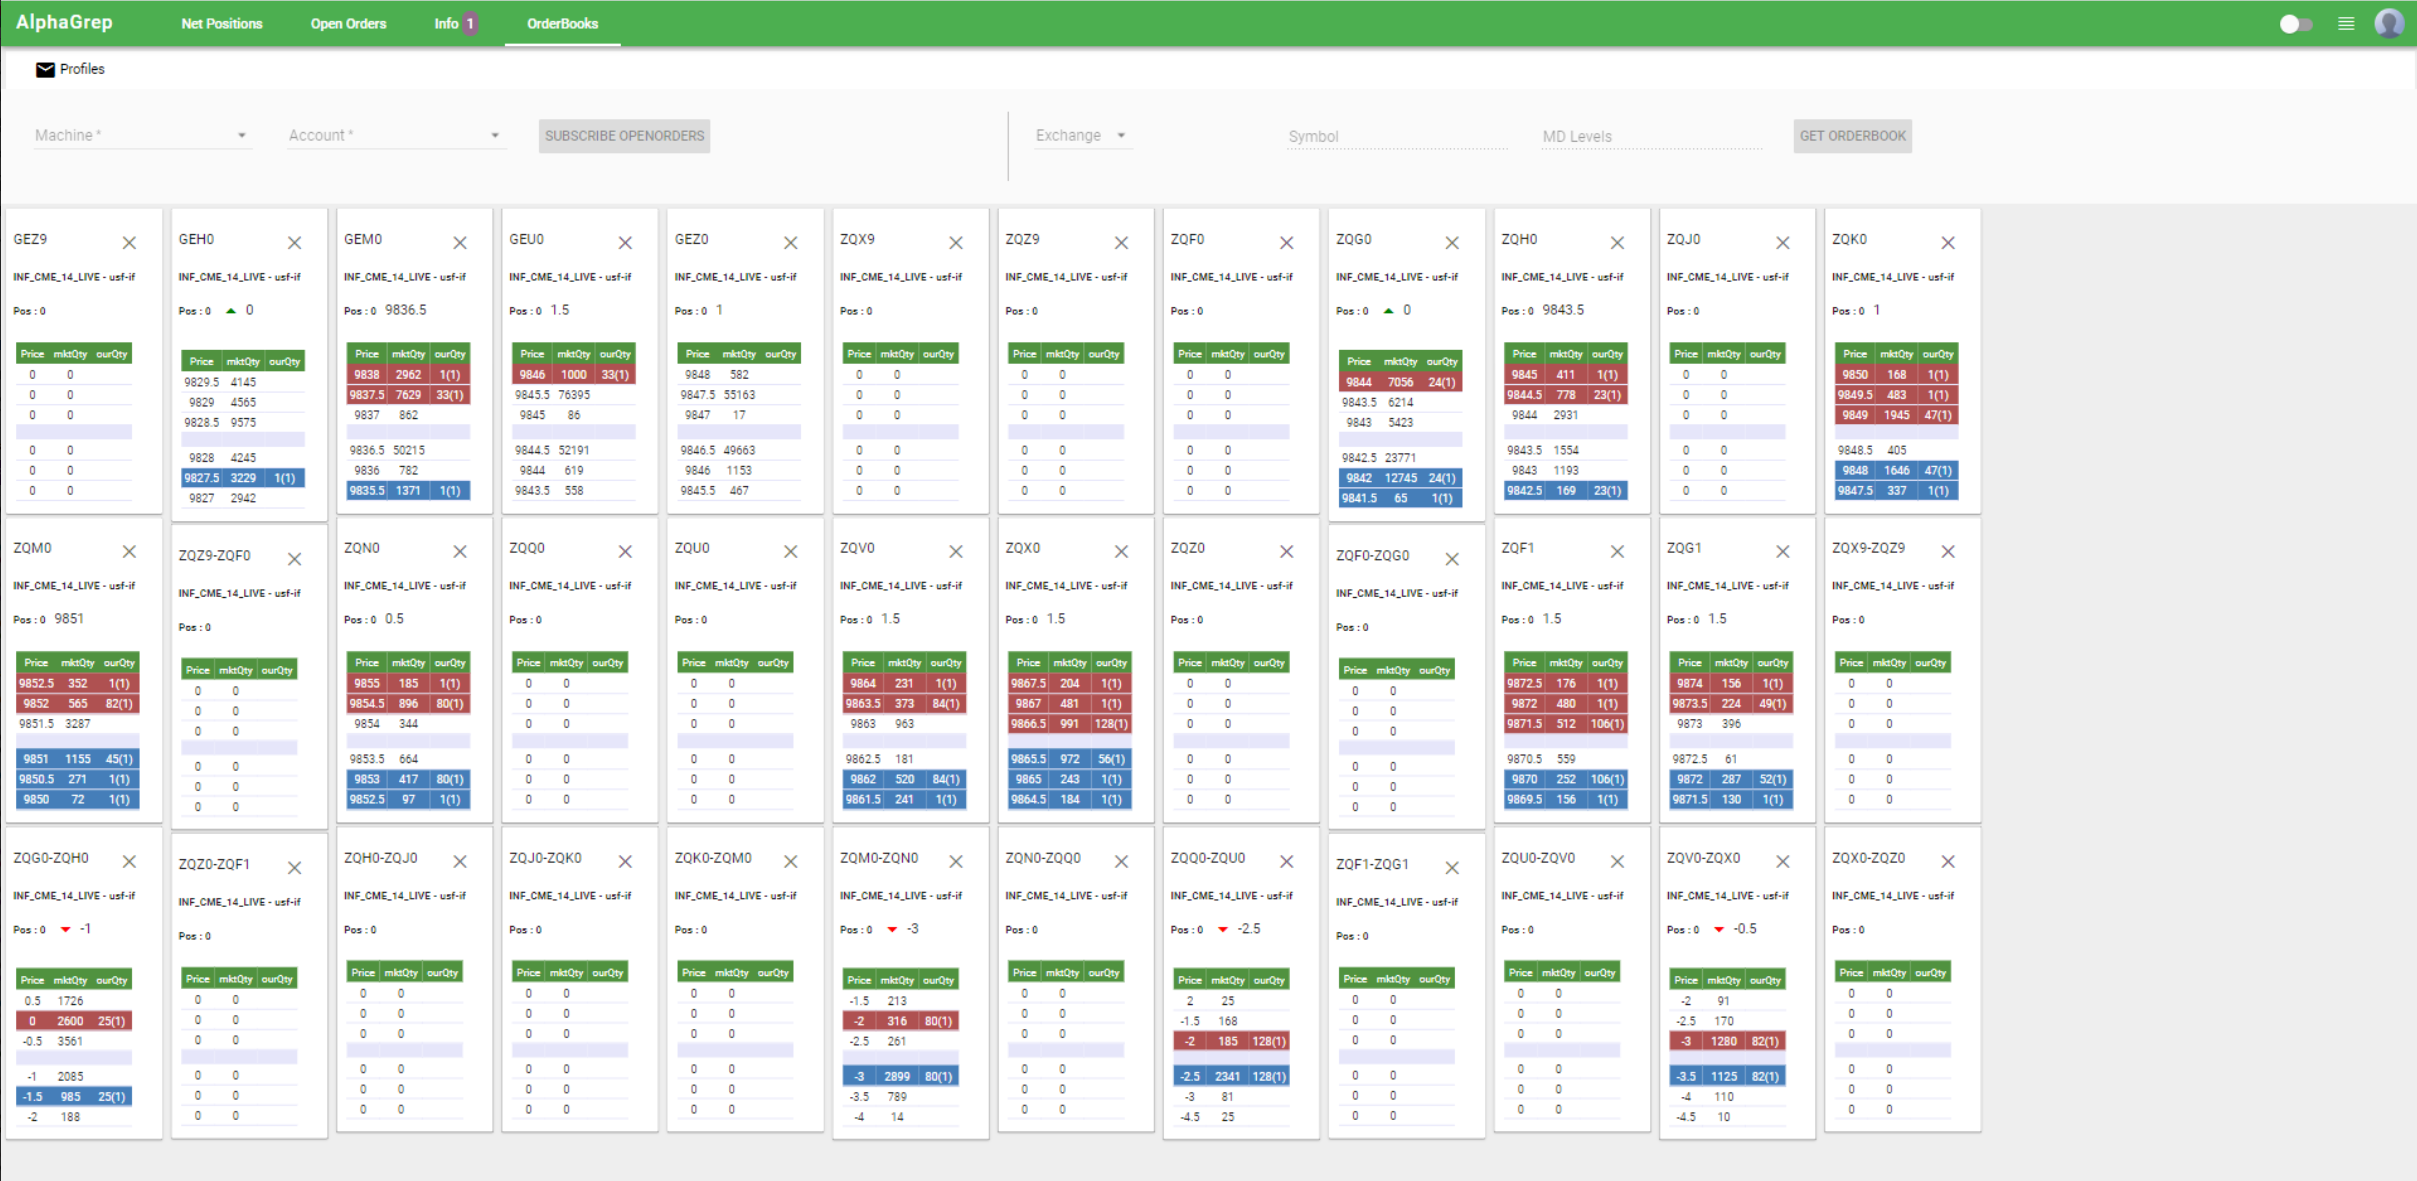 AlphaGrep Net Positions Open Orders Info 1 OrderBooks
Profiles
Machine * Account * SUBSCRIBE OPENORDERS Exchange Symbol MD Levels GET ORDERBOOK
GEZ9
INF_CME_14_LIVE - usf-if
Pos : 0
Price mktQty ourQty
0 0
0 0
0 0
0 0
0 0
0 0
GEH0
INF_CME_14_LIVE - usf-if
Pos : 0 0
Price mktQty ourQty
9829.5 4145
9829 4565
9828.5 9575
9828 4245
9827.5 3229 1(1)
9827 2942
GEM0
INF_CME_14_LIVE - usf-if
Pos : 0 9836.5
Price mktQty ourQty
9838 2962 1(1)
9837.5 7629 33(1)
9837 862
9836.5 50215
9836 782
9835.5 1371 1(1)
GEU0
INF_CME_14_LIVE - usf-if
Pos : 0 1.5
Price mktQty ourQty
9846 1000 33(1)
9845.5 76395
9845 86
9844.5 52191
9844 619
9843.5 558
GEZ0
INF_CME_14_LIVE - usf-if
Pos : 0 1
Price mktQty ourQty
9848 582
9847.5 55163
9847 17
9846.5 49663
9846 1153
9845.5 467
ZQX9
INF_CME_14_LIVE - usf-if
Pos : 0
Price mktQty ourQty
0 0
0 0
0 0
0 0
0 0
0 0
ZQZ9
INF_CME_14_LIVE - usf-if
Pos : 0
Price mktQty ourQty
0 0
0 0
0 0
0 0
0 0
0 0
ZQF0
INF_CME_14_LIVE - usf-if
Pos : 0
Price mktQty ourQty
0 0
0 0
0 0
0 0
0 0
0 0
ZQG0
INF_CME_14_LIVE - usf-if
Pos : 0 0
Price mktQty ourQty
9844 7056 24(1)
9843.5 6214
9843 5423
9842.5 23771
9842 12745 24(1)
9841.5 65 1(1)
ZQH0
INF_CME_14_LIVE - usf-if
Pos : 0 9843.5
Price mktQty ourQty
9845 411 1(1)
9844.5 778 23(1)
9844 2931
9843.5 1554
9843 1193
9842.5 169 23(1)
ZQJ0
INF_CME_14_LIVE - usf-if
Pos : 0
Price mktQty ourQty
0 0
0 0
0 0
0 0
0 0
0 0
ZQK0
INF_CME_14_LIVE - usf-if
Pos : 0 1
Price mktQty ourQty
9850 168 1(1)
9849.5 483 1(1)
9849 1945 47(1)
9848.5 405
9848 1646 47(1)
9847.5 337 1(1)
ZQM0
INF_CME_14_LIVE - usf-if
Pos : 0 9851
Price mktQty ourQty
9852.5 352 1(1)
9852 565 82(1)
9851.5 3287
9851 1155 45(1)
9850.5 271 1(1)
9850 72 1(1)
ZQZ9-ZQF0
INF_CME_14_LIVE - usf-if
Pos : 0
Price mktQty ourQty
0 0
0 0
0 0
0 0
0 0
0 0
ZQN0
INF_CME_14_LIVE - usf-if
Pos : 0 0.5
Price mktQty ourQty
9855 185 1(1)
9854.5 896 80(1)
9854 344
9853.5 664
9853 417 80(1)
9852.5 97 1(1)
ZQQ0
INF_CME_14_LIVE - usf-if
Pos : 0
Price mktQty ourQty
0 0
0 0
0 0
0 0
0 0
0 0
ZQU0
INF_CME_14_LIVE - usf-if
Pos : 0
Price mktQty ourQty
0 0
0 0
0 0
0 0
0 0
0 0
ZQV0
INF_CME_14_LIVE - usf-if
Pos : 0 1.5
Price mktQty ourQty
9864 231 1(1)
9863.5 373 84(1)
9863 963
9862.5 181
9862 520 84(1)
9861.5 241 1(1)
ZQX0
INF_CME_14_LIVE - usf-if
Pos : 0 1.5
Price mktQty ourQty
9867.5 204 1(1)
9867 481 1(1)
9866.5 991 128(1)
9865.5 972 56(1)
9865 243 1(1)
9864.5 184 1(1)
ZQZ0
INF_CME_14_LIVE - usf-if
Pos : 0
Price mktQty ourQty
0 0
0 0
0 0
0 0
0 0
0 0
ZQF0-ZQG0
INF_CME_14_LIVE - usf-if
Pos : 0
Price mktQty ourQty
0 0
0 0
0 0
0 0
0 0
0 0
ZQF1
INF_CME_14_LIVE - usf-if
Pos : 0 1.5
Price mktQty ourQty
9872.5 176 1(1)
9872 480 1(1)
9871.5 512 106(1)
9870.5 559
9870 252 106(1)
9869.5 156 1(1)
ZQG1
INF_CME_14_LIVE - usf-if
Pos : 0 1.5
Price mktQty ourQty
9874 156 1(1)
9873.5 224 49(1)
9873 396
9872.5 61
9872 287 52(1)
9871.5 130 1(1)
ZQX9-ZQZ9
INF_CME_14_LIVE - usf-if
Pos : 0
Price mktQty ourQty
0 0
0 0
0 0
0 0
0 0
0 0
ZQG0-ZQH0
INF_CME_14_LIVE - usf-if
Pos : 0 -1
Price mktQty ourQty
0.5 1726
0 2600 25(1)
-0.5 3561
-1 2085
-1.5 985 25(1)
-2 188
ZQZ0-ZQF1
INF_CME_14_LIVE - usf-if
Pos : 0
Price mktQty ourQty
0 0
0 0
0 0
0 0
0 0
0 0
ZQH0-ZQJ0
INF_CME_14_LIVE - usf-if
Pos : 0
Price mktQty ourQty
0 0
0 0
0 0
0 0
0 0
0 0
ZQJ0-ZQK0
INF_CME_14_LIVE - usf-if
Pos : 0
Price mktQty ourQty
0 0
0 0
0 0
0 0
0 0
0 0
ZQK0-ZQM0
INF_CME_14_LIVE - usf-if
Pos : 0
Price mktQty ourQty
0 0
0 0
0 0
0 0
0 0
0 0
ZQM0-ZQN0
INF_CME_14_LIVE - usf-if
Pos : 0 -3
Price mktQty ourQty
-1.5 213
-2 316 80(1)
-2.5 261
-3 2899 80(1)
-3.5 789
-4 14
ZQN0-ZQQ0
INF_CME_14_LIVE - usf-if
Pos : 0
Price mktQty ourQty
0 0
0 0
0 0
0 0
0 0
0 0
ZQQ0-ZQU0
INF_CME_14_LIVE - usf-if
Pos : 0 -2.5
Price mktQty ourQty
2 25
-1.5 168
-2 185 128(1)
-2.5 2341 128(1)
-3 81
-4.5 25
ZQF1-ZQG1
INF_CME_14_LIVE - usf-if
Pos : 0
Price mktQty ourQty
0 0
0 0
0 0
0 0
0 0
0 0
ZQU0-ZQV0
INF_CME_14_LIVE - usf-if
Pos : 0
Price mktQty ourQty
0 0
0 0
0 0
0 0
0 0
0 0
ZQV0-ZQX0
INF_CME_14_LIVE - usf-if
Pos : 0 -0.5
Price mktQty ourQty
-2 91
-2.5 170
-3 1280 82(1)
-3.5 1125 82(1)
-4 110
-4.5 10
ZQX0-ZQZ0
INF_CME_14_LIVE - usf-if
Pos : 0
Price mktQty ourQty
0 0
0 0
0 0
0 0
0 0
0 0